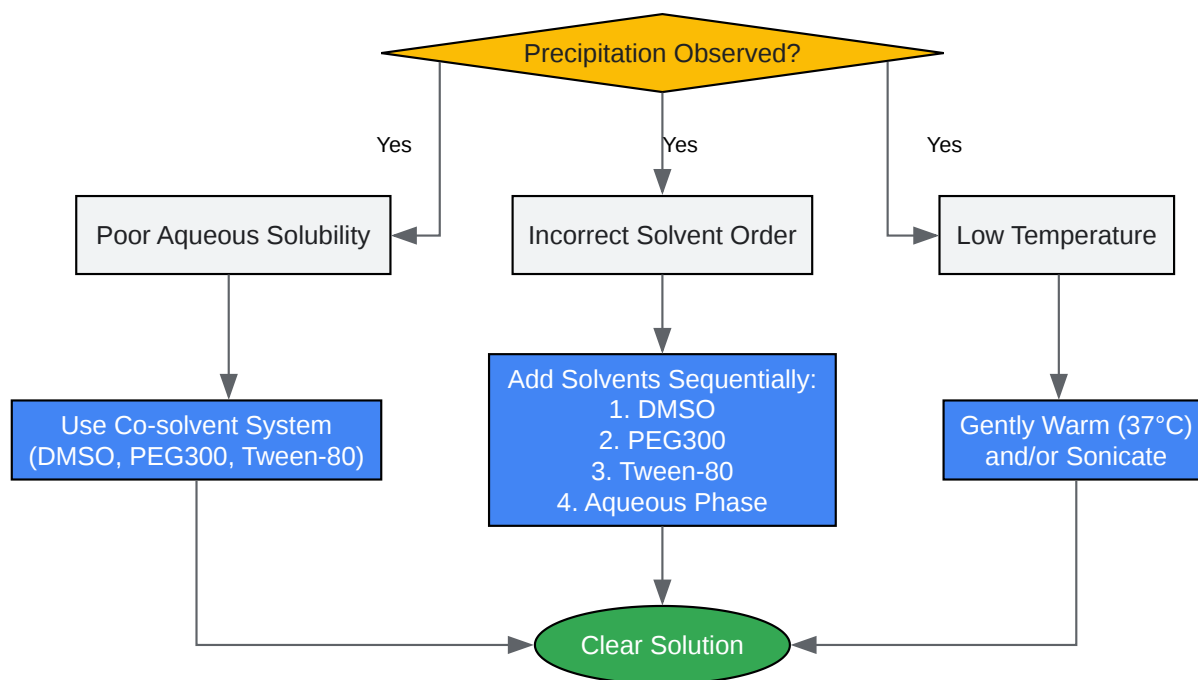 Precipitation Observed?
Yes
Yes
Yes
Poor Aqueous Solubility
Incorrect Solvent Order
Low Temperature
Use Co-solvent System
(DMSO, PEG300, Tween-80)
Add Solvents Sequentially:
1. DMSO
2. PEG300
3. Tween-80
4. Aqueous Phase
Gently Warm (37°C)
and/or Sonicate
Clear Solution